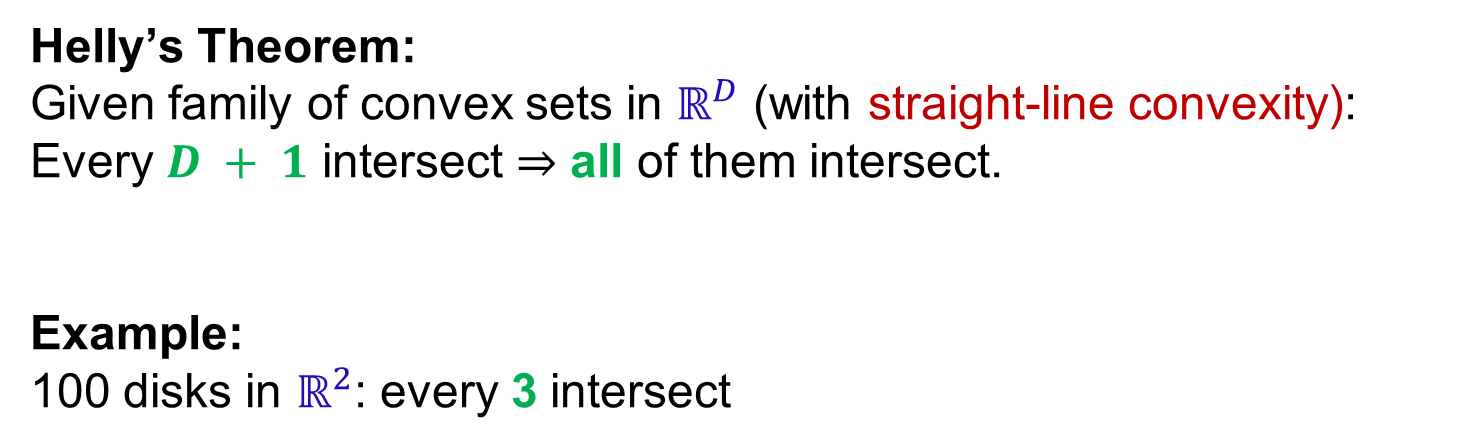 Helly’s Theorem:
Given family of convex sets in ℝ^D (with straight-line convexity):
Every D + 1 intersect ⇒ all of them intersect.
Example:
100 disks in ℝ²: every 3 intersect